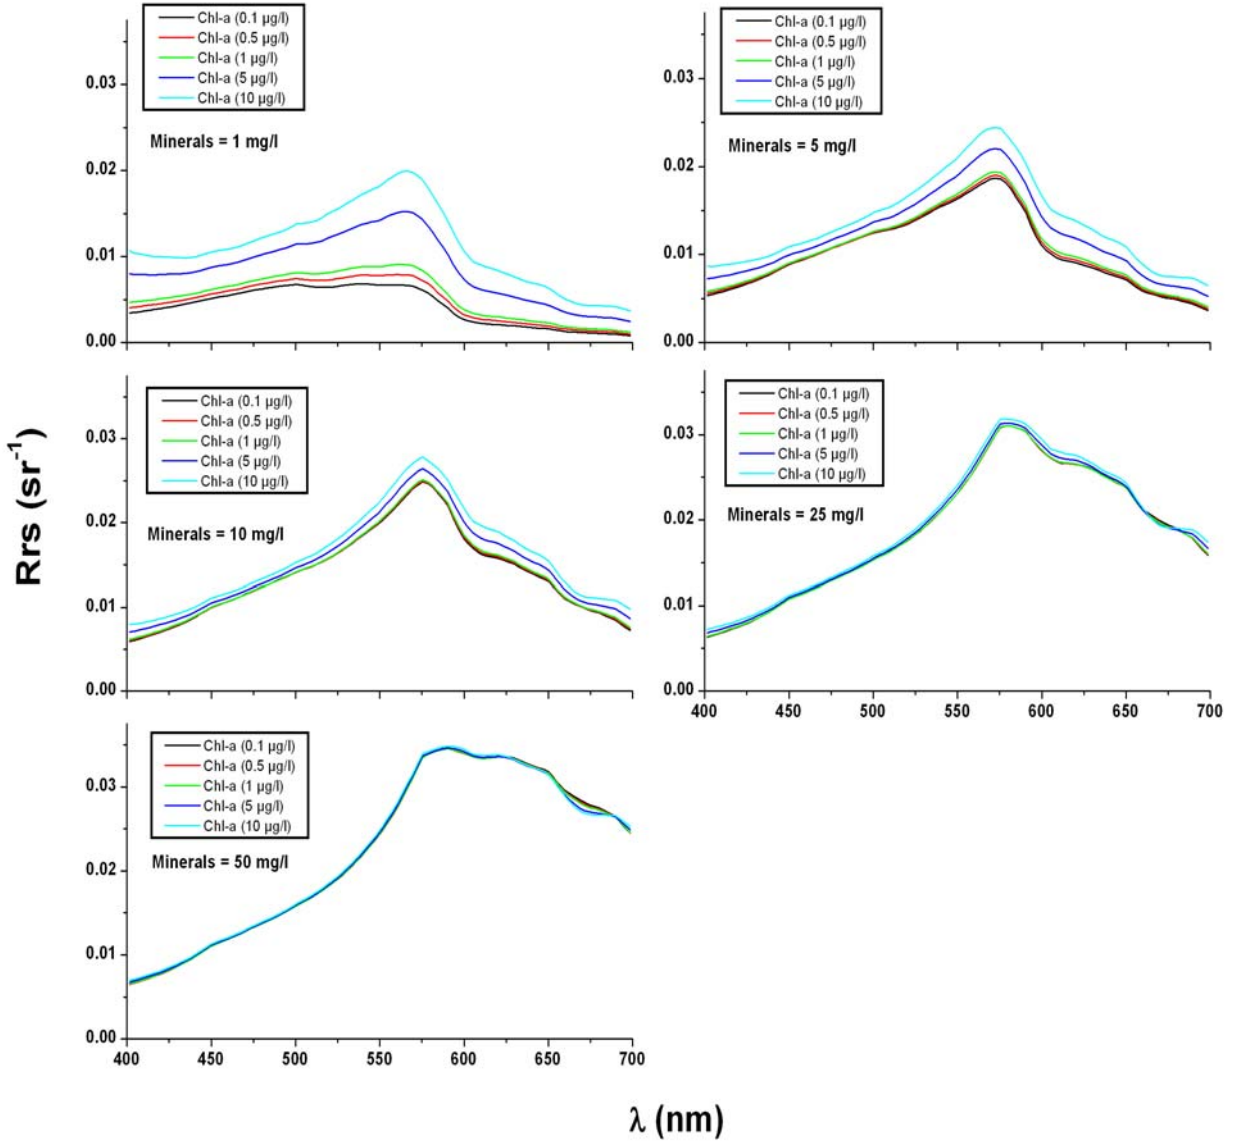 Chl-a (0.1 µg/l)
Chl-a (0.5 µg/l)
Chl-a (1 µg/l)
Chl-a (5 µg/l)
Chl-a (10 µg/l)
Minerals = 1 mg/l
0.03
0.02
0.01
0.00
Chl-a (0.1 µg/l)
Chl-a (0.5 µg/l)
Chl-a (1 µg/l)
Chl-a (5 µg/l)
Chl-a (10 µg/l)
Minerals = 5 mg/l
0.03
0.02
0.01
0.00
Rrs (sr⁻¹)
Chl-a (0.1 µg/l)
Chl-a (0.5 µg/l)
Chl-a (1 µg/l)
Chl-a (5 µg/l)
Chl-a (10 µg/l)
Minerals = 10 mg/l
0.03
0.02
0.01
0.00
Chl-a (0.1 µg/l)
Chl-a (0.5 µg/l)
Chl-a (1 µg/l)
Chl-a (5 µg/l)
Chl-a (10 µg/l)
Minerals = 25 mg/l
0.03
0.02
0.01
0.00
400 450 500 550 600 650 700
Chl-a (0.1 µg/l)
Chl-a (0.5 µg/l)
Chl-a (1 µg/l)
Chl-a (5 µg/l)
Chl-a (10 µg/l)
Minerals = 50 mg/l
0.03
0.02
0.01
0.00
400 450 500 550 600 650 700
λ (nm)